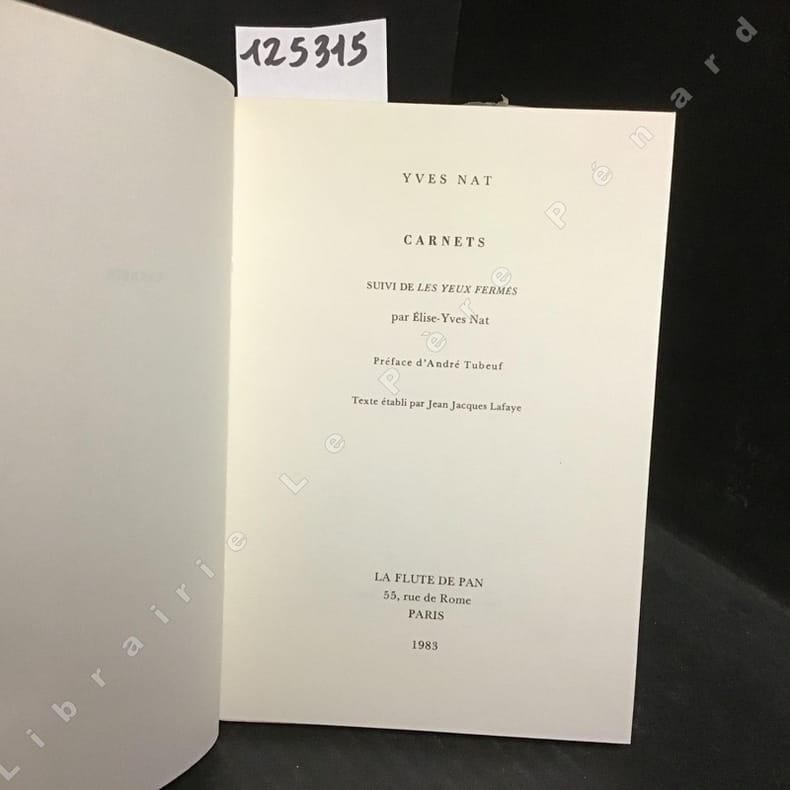 125315
YVES NAT
CARNETS
SUIVI DE LES YEUX FERMÉS
par Élise-Yves Nat
Préface d'André Tubeuf
Texte établi par Jean Jacques Lafaye
LA FLUTE DE PAN
55, rue de Rome
PARIS
1983
Librairie Le Père Pénard